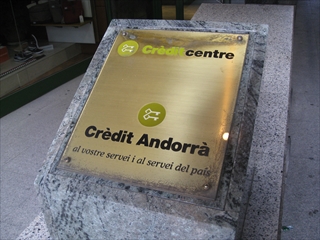 Crèditcentre
Crèdit Andorrà
al vostre servei i al servei del país